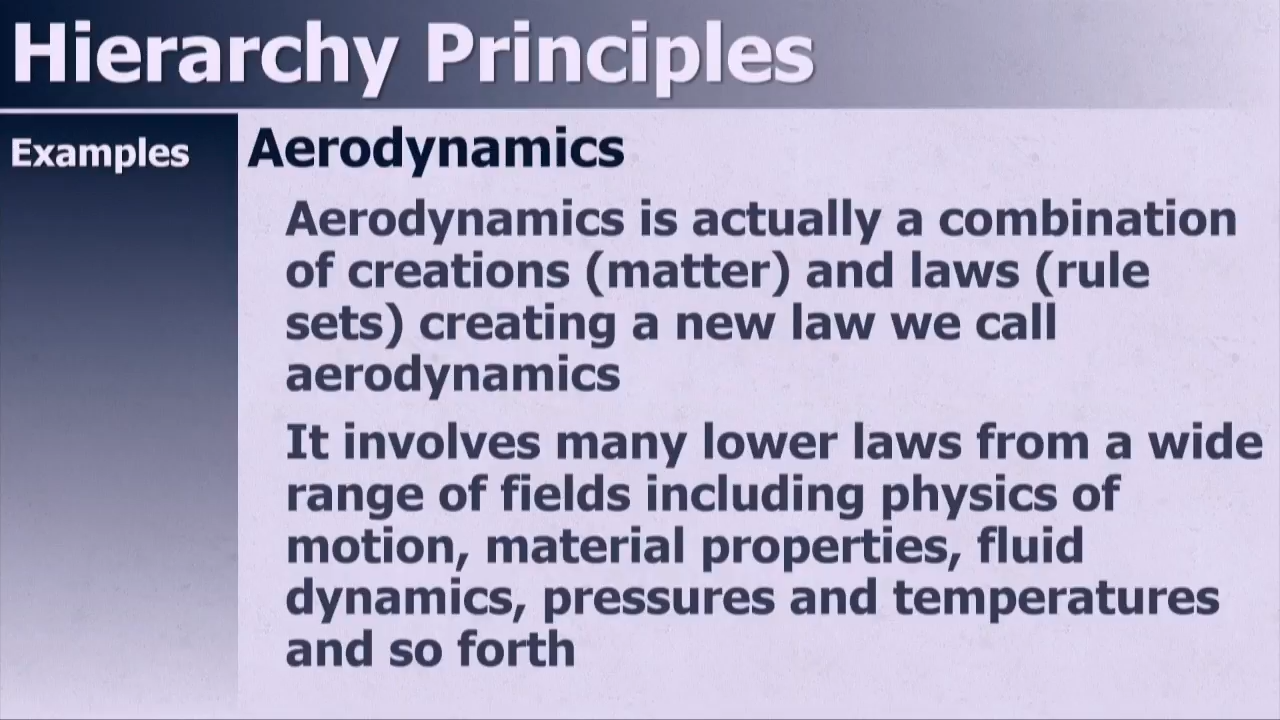 Hierarchy Principles
Examples
Aerodynamics
Aerodynamics is actually a combination
of creations (matter) and laws (rule
sets) creating a new law we call
aerodynamics
It involves many lower laws from a wide
range of fields including physics of
motion, material properties, fluid
dynamics, pressures and temperatures
and so forth